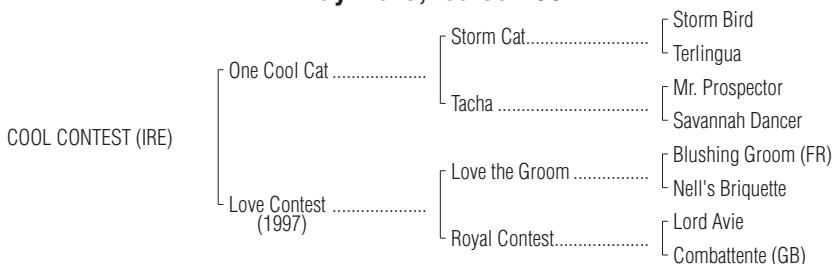 Storm Bird
Storm Cat..............................
Terlingua
One Cool Cat .......................
Mr. Prospector
Tacha .....................................
Savannah Dancer
COOL CONTEST (IRE)
Blushing Groom (FR)
Love the Groom ...................
Nell's Briquette
Love Contest .......................
(1997)
Lord Avie
Royal Contest.......................
Combattente (GB)